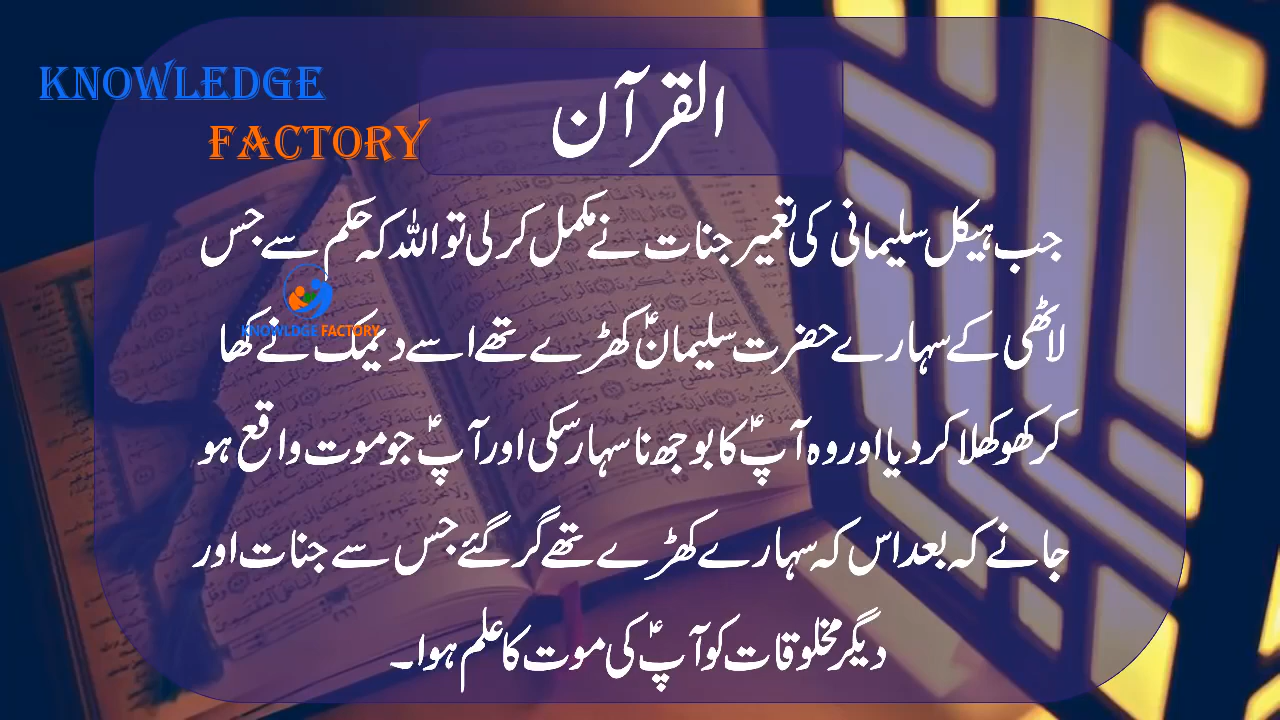 KNOWLEDGE
FACTORY
القرآن
جب ہیکل سلیمانی کی تعمیر جنات نے مکمل کر لی تو اللہ کہ حکم سے جس
KNOWLDGE FACTORY
لاٹھی کے سہارے حضرت سلیمانؑ کھڑے تھے اسے دیمک نے کھا
کر کھوکھلا کر دیا اور وہ آپؑ کا بوجھ نا سہار سکی اور آپؑ جو موت واقع ہو
جانے کہ بعد اس کہ سہارے کھڑے تھے گر گئے جس سے جنات اور
دیگر مخلوقات کو آپؑ کی موت کا علم ہوا۔